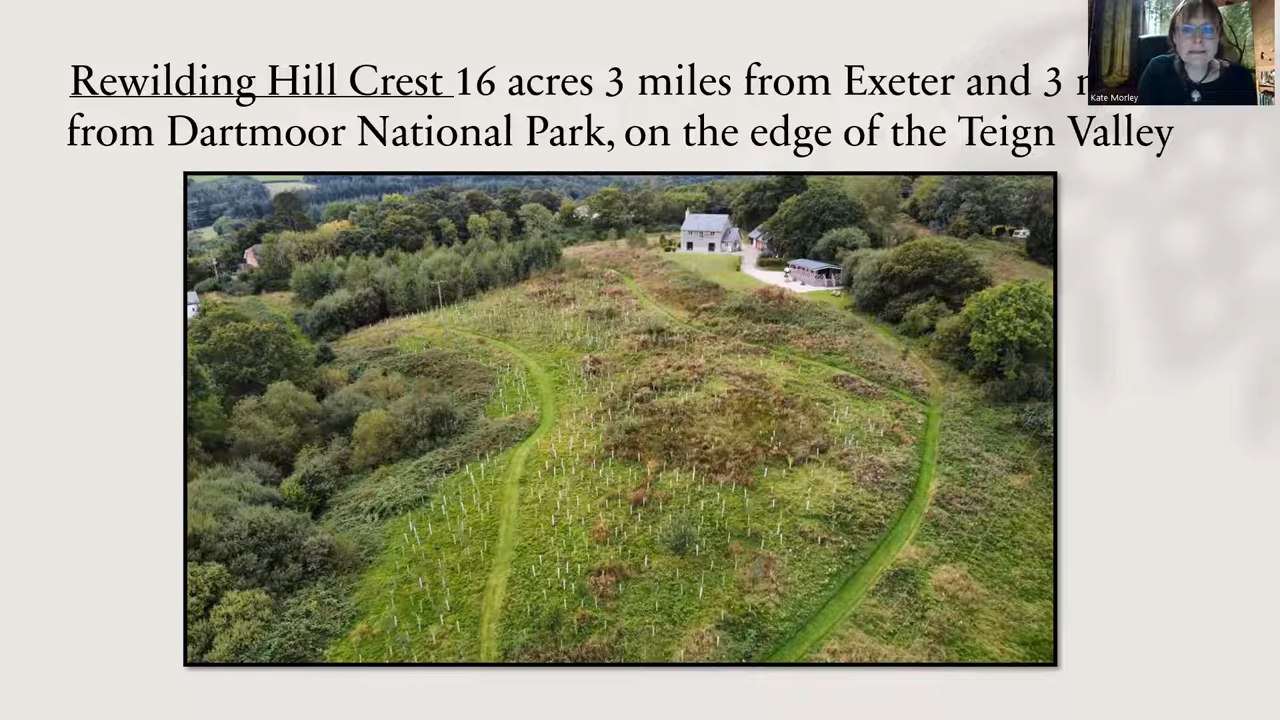 Rewilding Hill Crest 16 acres 3 miles from Exeter and 3
from Dartmoor National Park, on the edge of the Teign Valley
Kate Morley